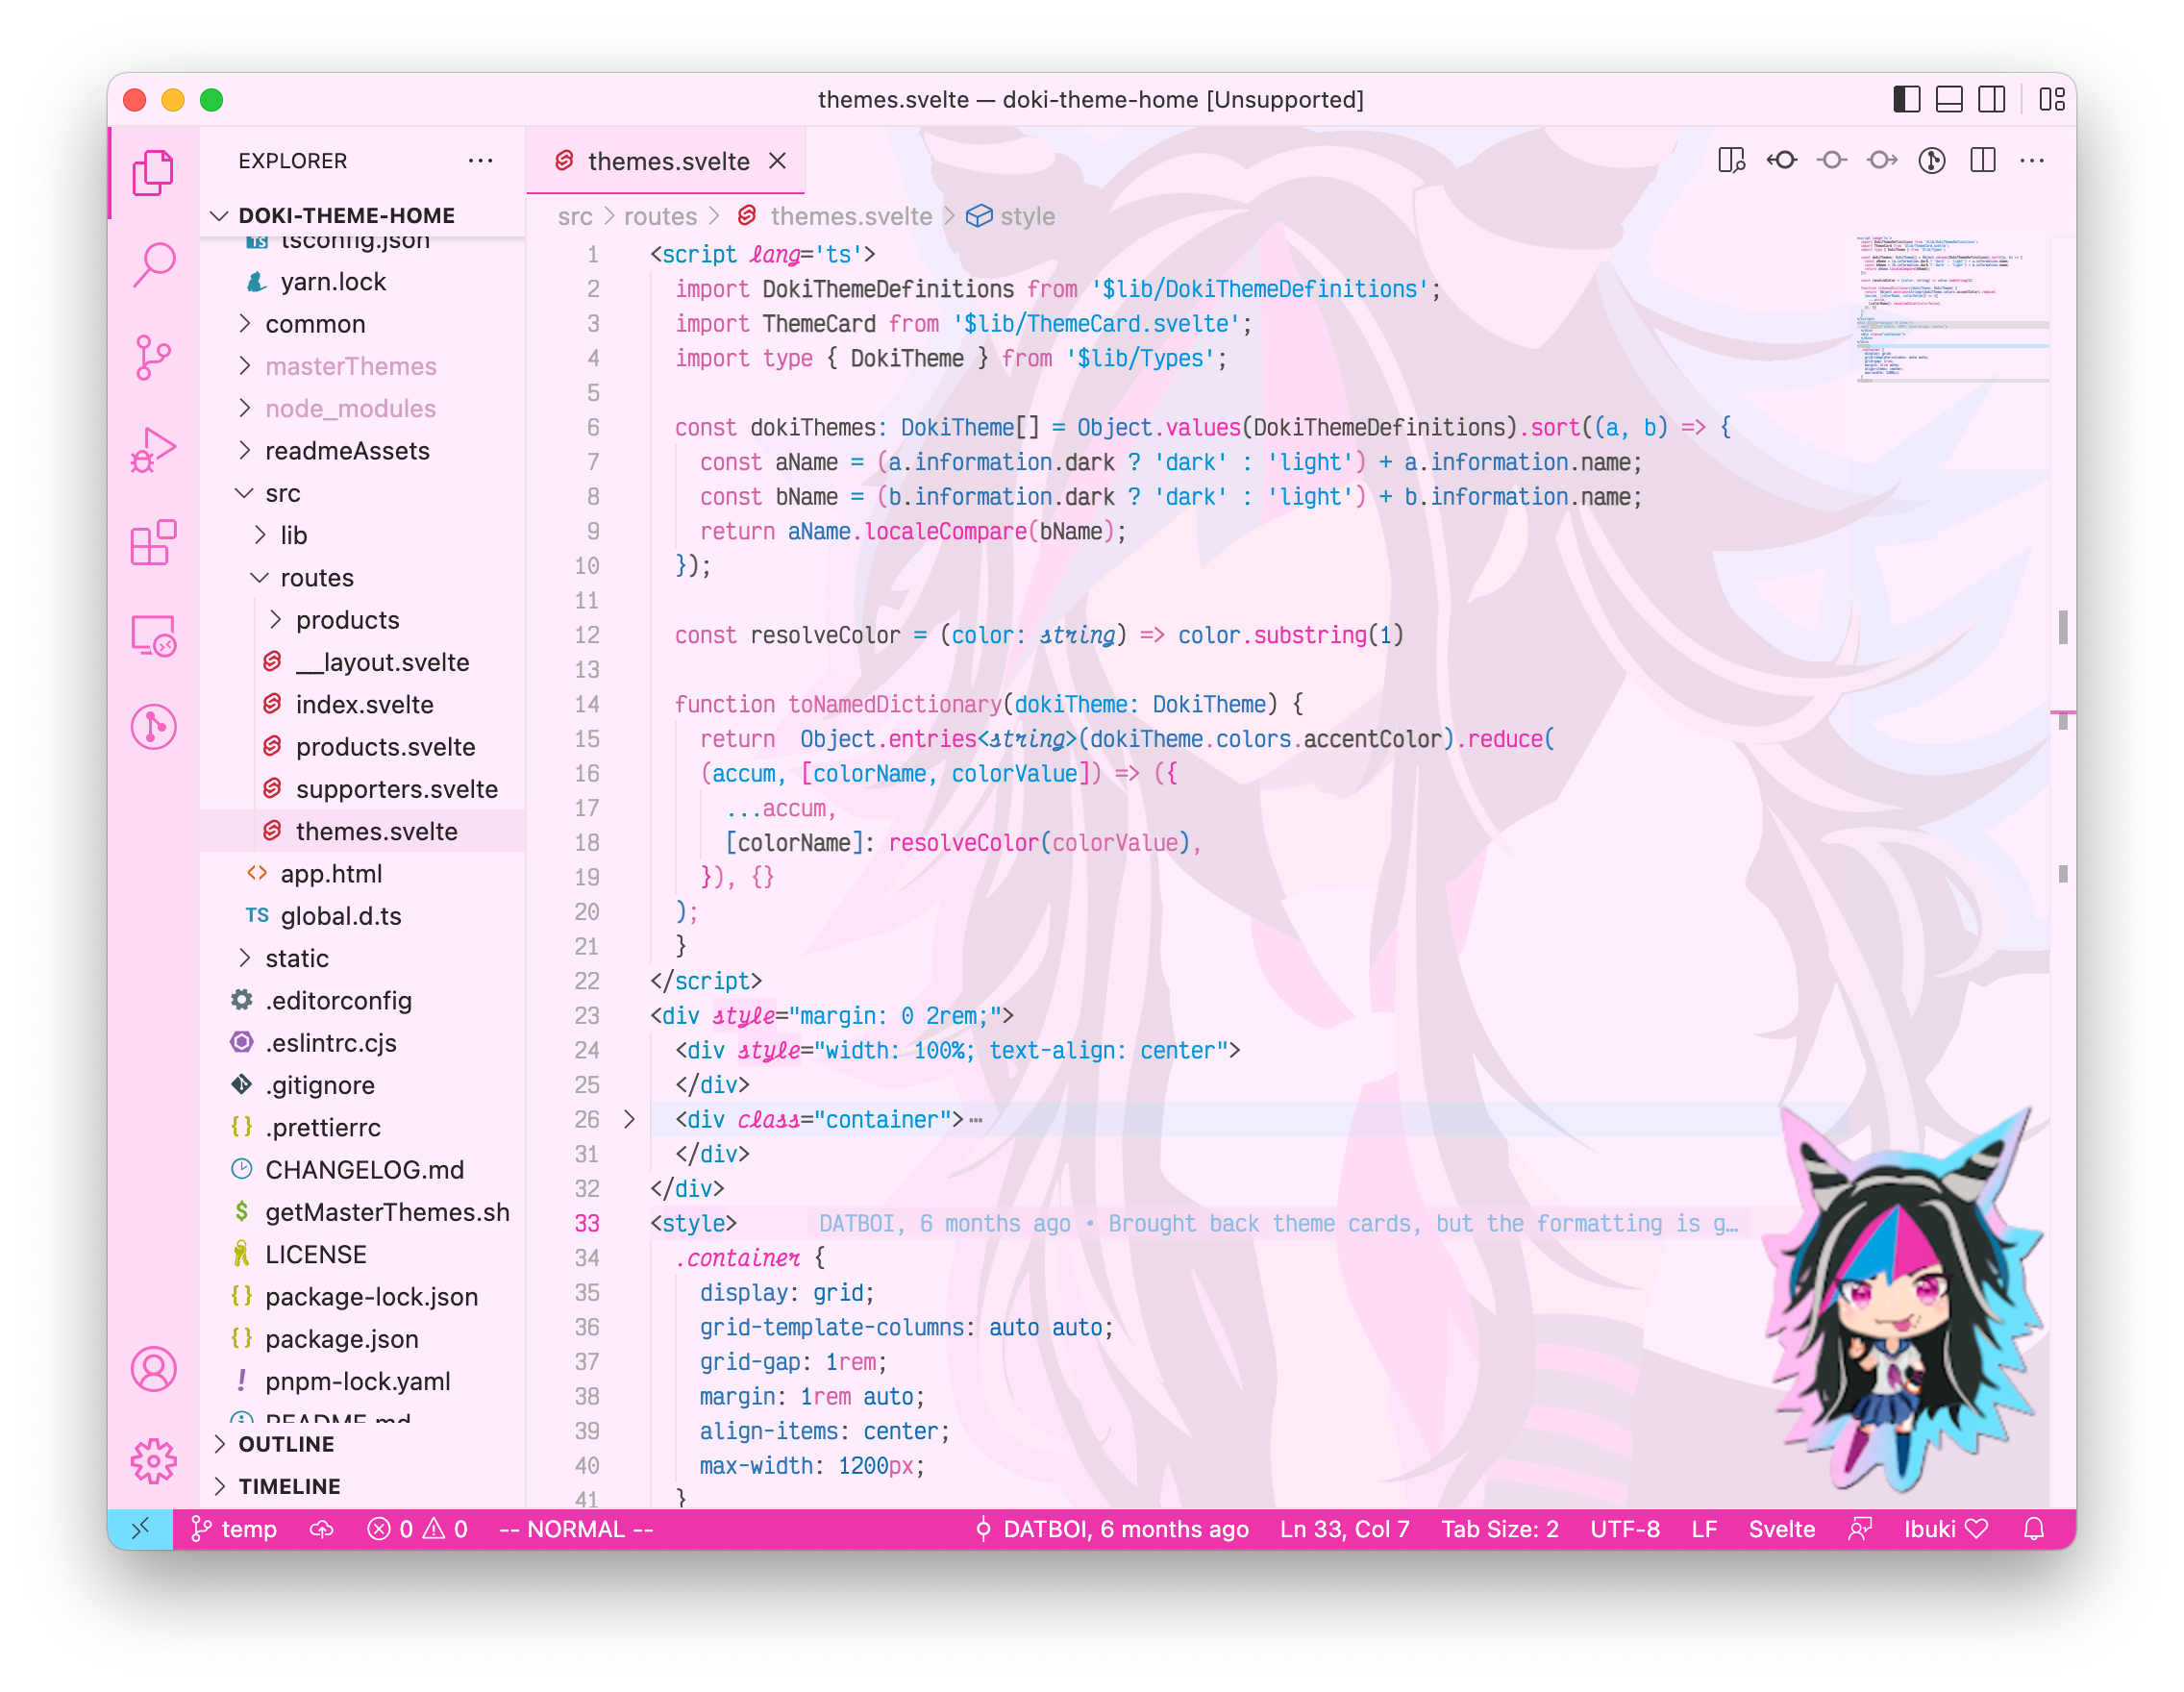 themes.svelte — doki-theme-home [Unsupported]
EXPLORER
DOKI-THEME-HOME
tsconfig.json
yarn.lock
common
masterThemes
node_modules
readmeAssets
src
lib
routes
products
__layout.svelte
index.svelte
products.svelte
supporters.svelte
themes.svelte
app.html
TS global.d.ts
static
.editorconfig
.eslintrc.cjs
.gitignore
.prettierrc
CHANGELOG.md
getMasterThemes.sh
LICENSE
package-lock.json
package.json
pnpm-lock.yaml
README.md
OUTLINE
TIMELINE
themes.svelte
src > routes > themes.svelte > style
1 <script lang='ts'>
2 import DokiThemeDefinitions from '$lib/DokiThemeDefinitions';
3 import ThemeCard from '$lib/ThemeCard.svelte';
4 import type { DokiTheme } from '$lib/Types';
5
6 const dokiThemes: DokiTheme[] = Object.values(DokiThemeDefinitions).sort((a, b) => {
7 const aName = (a.information.dark ? 'dark' : 'light') + a.information.name;
8 const bName = (b.information.dark ? 'dark' : 'light') + b.information.name;
9 return aName.localeCompare(bName);
10 });
11
12 const resolveColor = (color: string) => color.substring(1)
13
14 function toNamedDictionary(dokiTheme: DokiTheme) {
15 return  Object.entries<string>(dokiTheme.colors.accentColor).reduce(
16 (accum, [colorName, colorValue]) => ({
17 ...accum,
18 [colorName]: resolveColor(colorValue),
19 }), {}
20 );
21 }
22 </script>
23 <div style="margin: 0 2rem;">
24 <div style="width: 100%; text-align: center">
25 </div>
26 <div class="container">⋯
31 </div>
32 </div>
33 <style> DATBOI, 6 months ago • Brought back theme cards, but the formatting is g…
34 .container {
35 display: grid;
36 grid-template-columns: auto auto;
37 grid-gap: 1rem;
38 margin: 1rem auto;
39 align-items: center;
40 max-width: 1200px;
41 }
temp 0 0 -- NORMAL -- DATBOI, 6 months ago Ln 33, Col 7 Tab Size: 2 UTF-8 LF Svelte Ibuki ♡